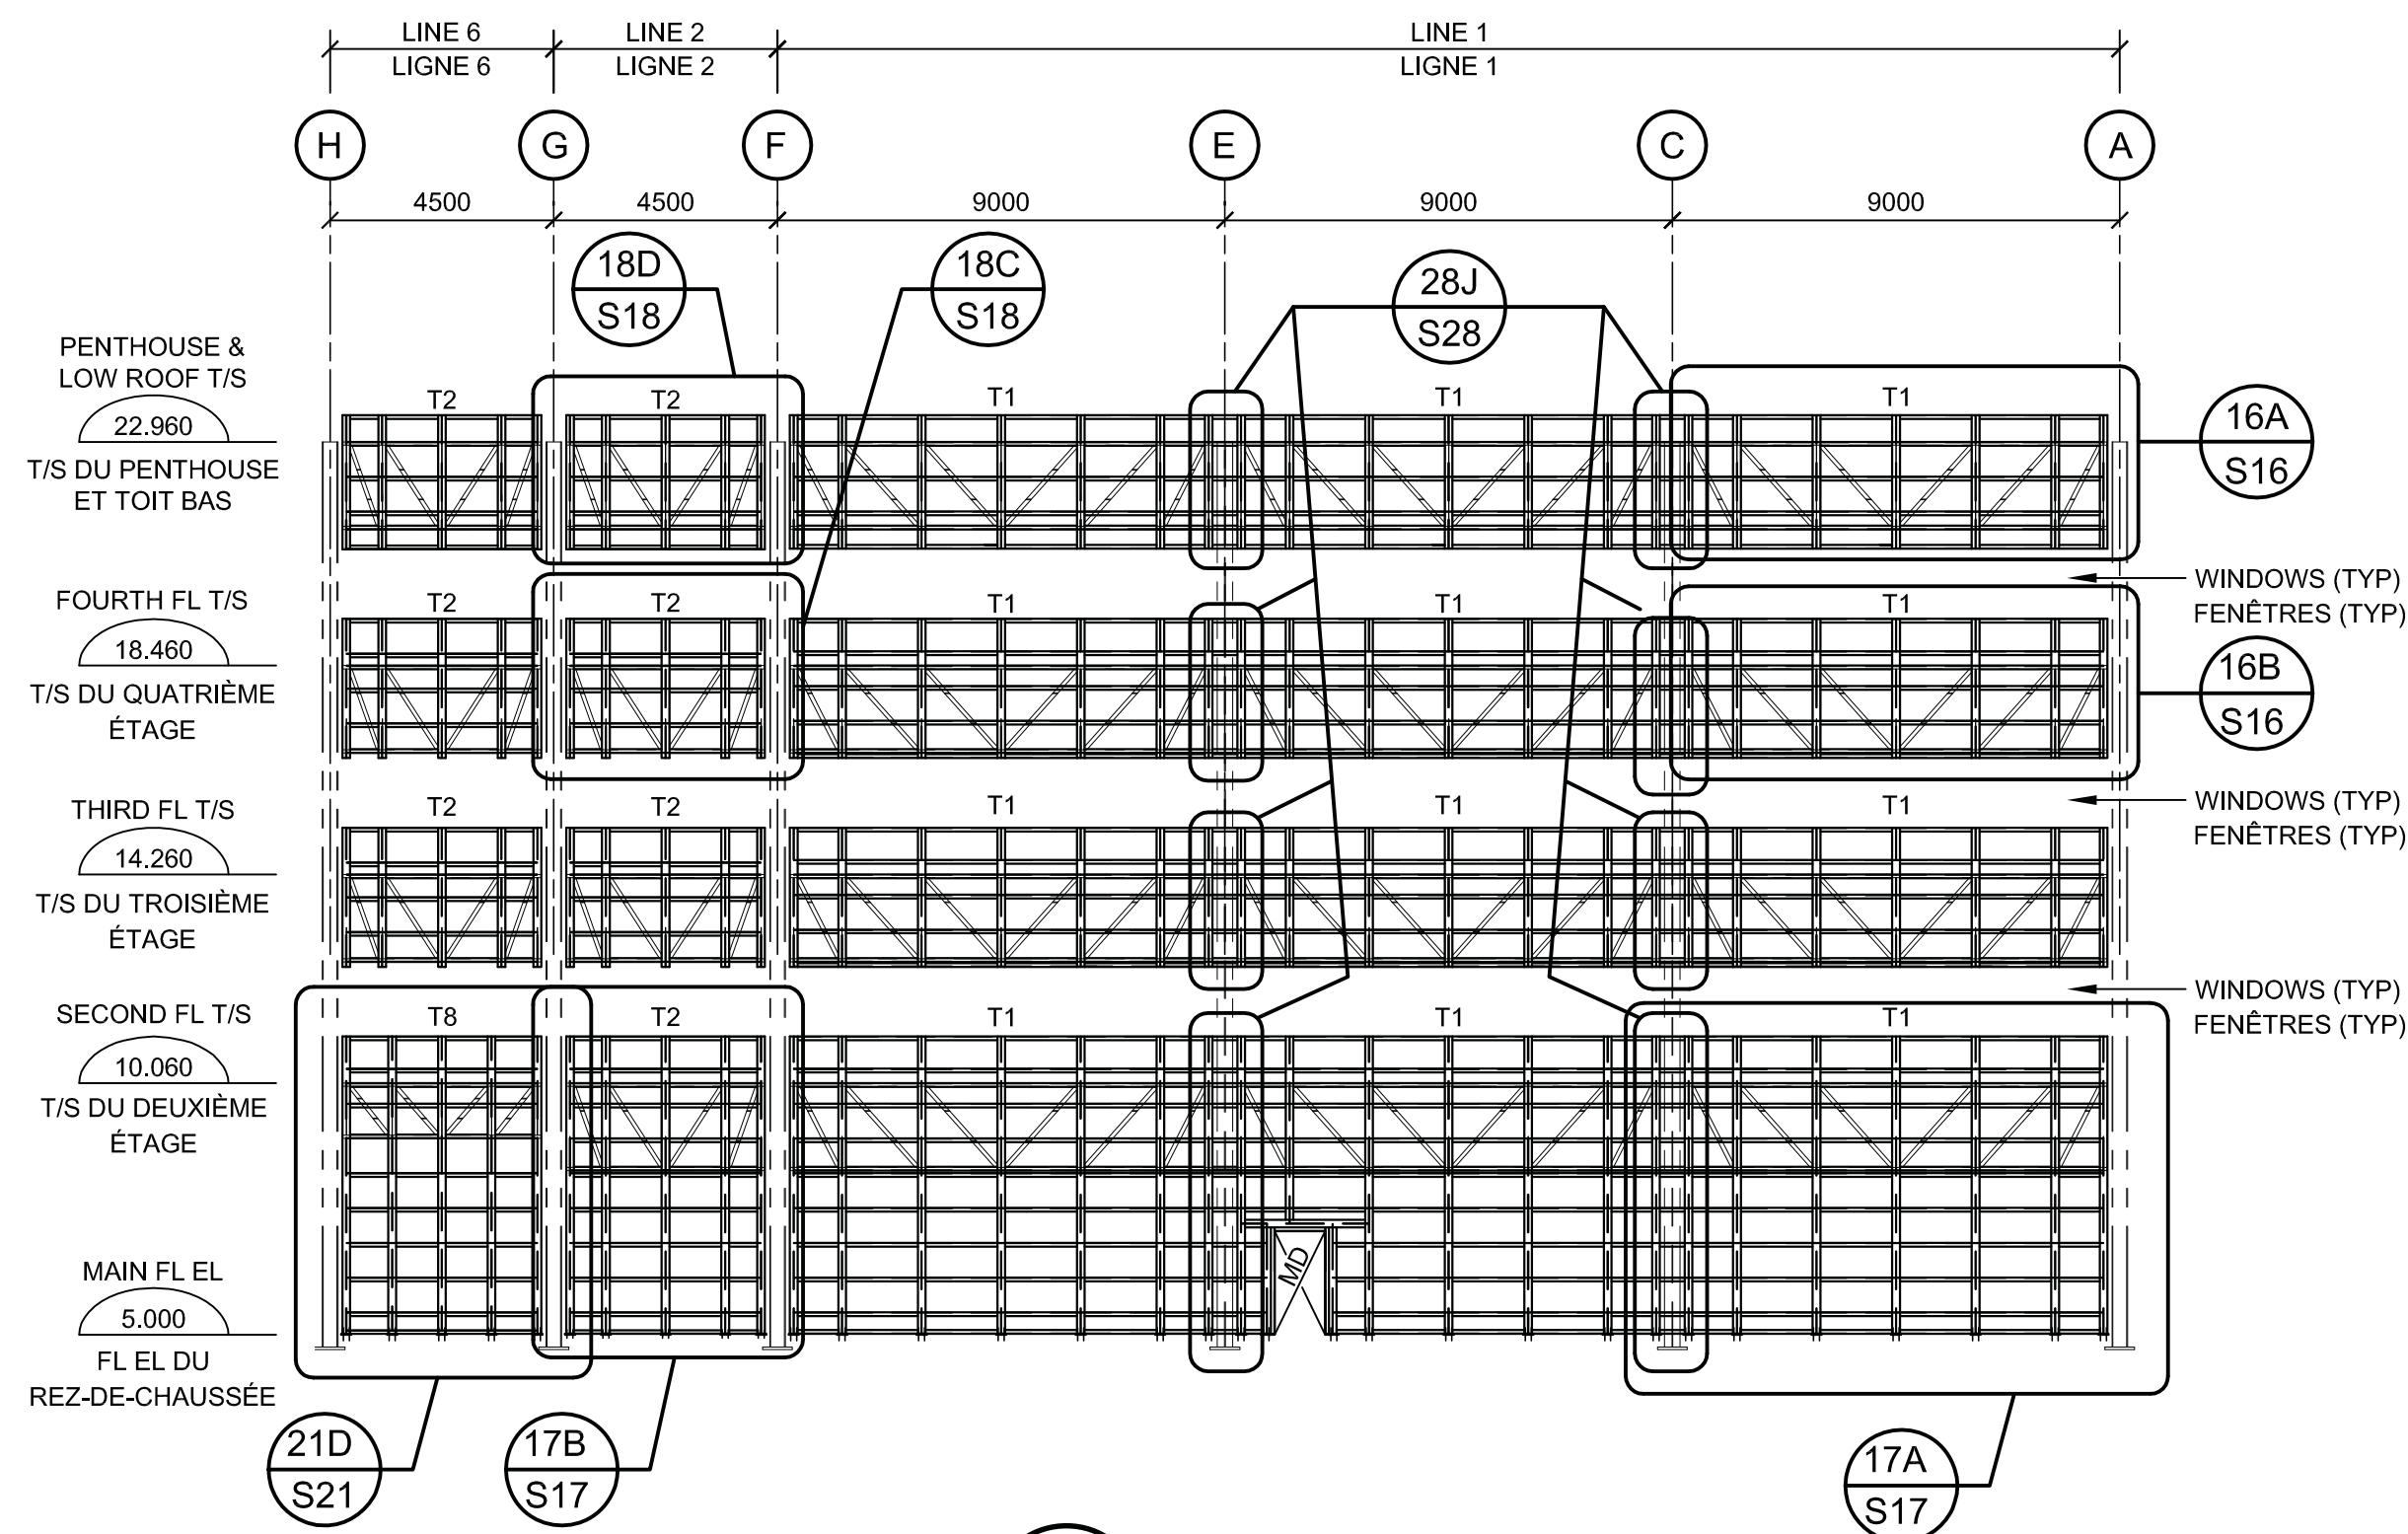 LINE 6 LINE 2 LINE 1
LIGNE 6 LIGNE 2 LIGNE 1
H G F E C A
4500 4500 9000 9000 9000
18D 18C 28J
S18 S18 S28
PENTHOUSE &
LOW ROOF T/S
22.960
T/S DU PENTHOUSE
ET TOIT BAS
T2 T2 T1 T1 T1
16A
S16
WINDOWS (TYP)
FENÊTRES (TYP)
FOURTH FL T/S
18.460
T/S DU QUATRIÈME
ÉTAGE
T2 T2 T1 T1 T1
16B
S16
WINDOWS (TYP)
FENÊTRES (TYP)
THIRD FL T/S
14.260
T/S DU TROISIÈME
ÉTAGE
T2 T2 T1 T1 T1
WINDOWS (TYP)
FENÊTRES (TYP)
SECOND FL T/S
10.060
T/S DU DEUXIÈME
ÉTAGE
T8 T2 T1 T1 T1
MD
MAIN FL EL
5.000
FL EL DU
REZ-DE-CHAUSSÉE
21D 17B 17A
S21 S17 S17